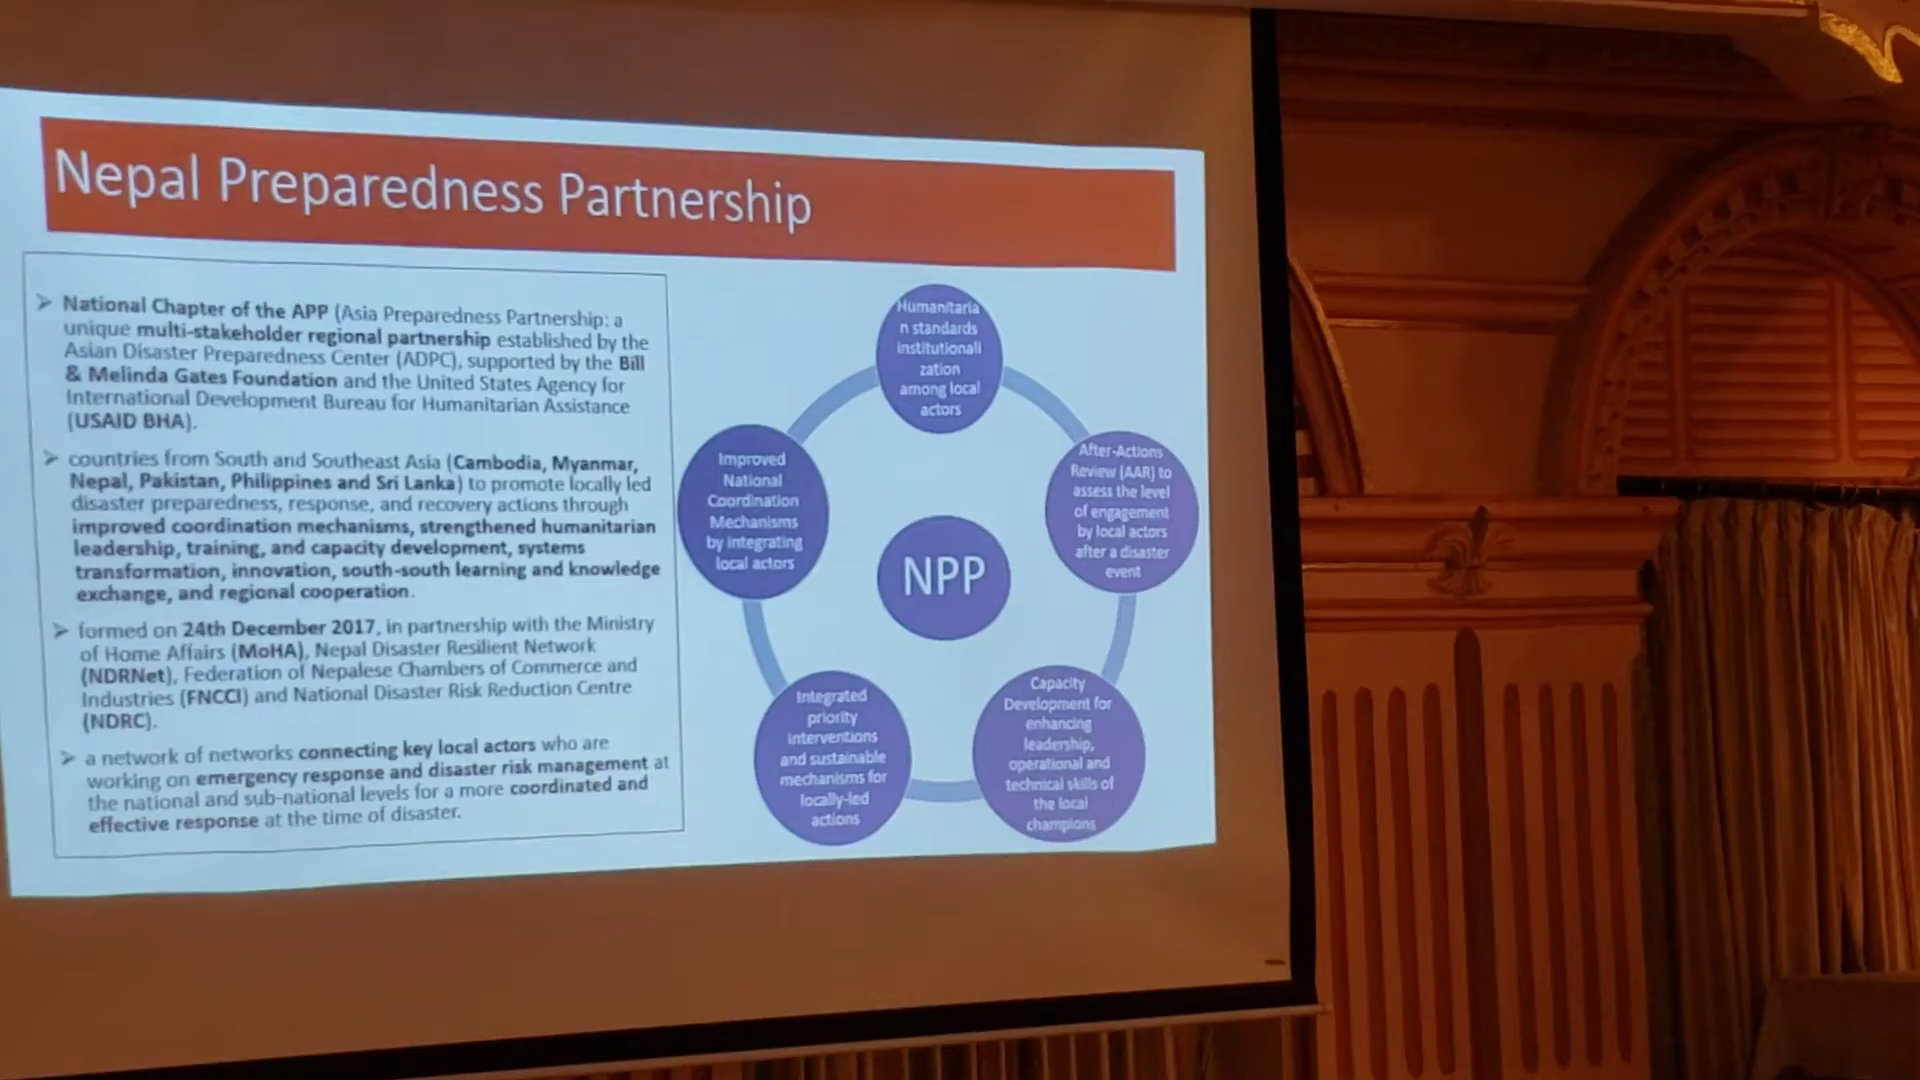 Nepal Preparedness Partnership
➢ National Chapter of the APP (Asia Preparedness Partnership: a
unique multi-stakeholder regional partnership established by the
Asian Disaster Preparedness Center (ADPC), supported by the Bill
& Melinda Gates Foundation and the United States Agency for
International Development Bureau for Humanitarian Assistance
(USAID BHA).
➢ countries from South and Southeast Asia (Cambodia, Myanmar,
Nepal, Pakistan, Philippines and Sri Lanka) to promote locally led
disaster preparedness, response, and recovery actions through
improved coordination mechanisms, strengthened humanitarian
leadership, training, and capacity development, systems
transformation, innovation, south-south learning and knowledge
exchange, and regional cooperation.
➢ formed on 24th December 2017, in partnership with the Ministry
of Home Affairs (MoHA), Nepal Disaster Resilient Network
(NDRNet), Federation of Nepalese Chambers of Commerce and
Industries (FNCCI) and National Disaster Risk Reduction Centre
(NDRC).
➢ a network of networks connecting key local actors who are
working on emergency response and disaster risk management at
the national and sub-national levels for a more coordinated and
effective response at the time of disaster.
Humanitaria
n standards
institutionali
zation
among local
actors
After-Actions
Review (AAR) to
assess the level
of engagement
by local actors
after a disaster
event
Capacity
Development for
enhancing
leadership,
operational and
technical skills of
the local
champions
Integrated
priority
interventions
and sustainable
mechanisms for
locally-led
actions
Improved
National
Coordination
Mechanisms
by integrating
local actors
NPP